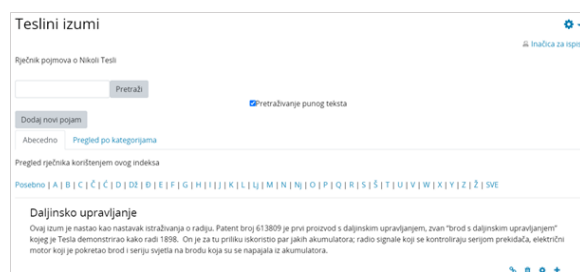 Teslini izumi
Inačica za ispis
Rječnik pojmova o Nikoli Tesli
Pretraži
Pretraživanje punog teksta
Dodaj novi pojam
Abecedno Pregled po kategorijama
Pregled rječnika korištenjem ovog indeksa
Posebno | A | B | C | Č | Ć | D | Dž | Đ | E | F | G | H | I | J | K | L | Lj | M | N | Nj | O | P | Q | R | S | Š | T | U | V | W | X | Y | Z | Ž | SVE
Daljinsko upravljanje
Ovaj izum je nastao kao nastavak istraživanja o radiju. Patent broj 613809 je prvi proizvod s daljinskim upravljanjem, zvan "brod s daljinskim upravljanjem"
kojeg je Tesla demonstrirao kako radi 1898. On je za tu priliku iskoristio par jakih akumulatora; radio signale koji se kontroliraju serijom prekidača, električni
motor koji je pokretao brod i seriju svjetla na brodu koja su se napajala iz akumulatora.